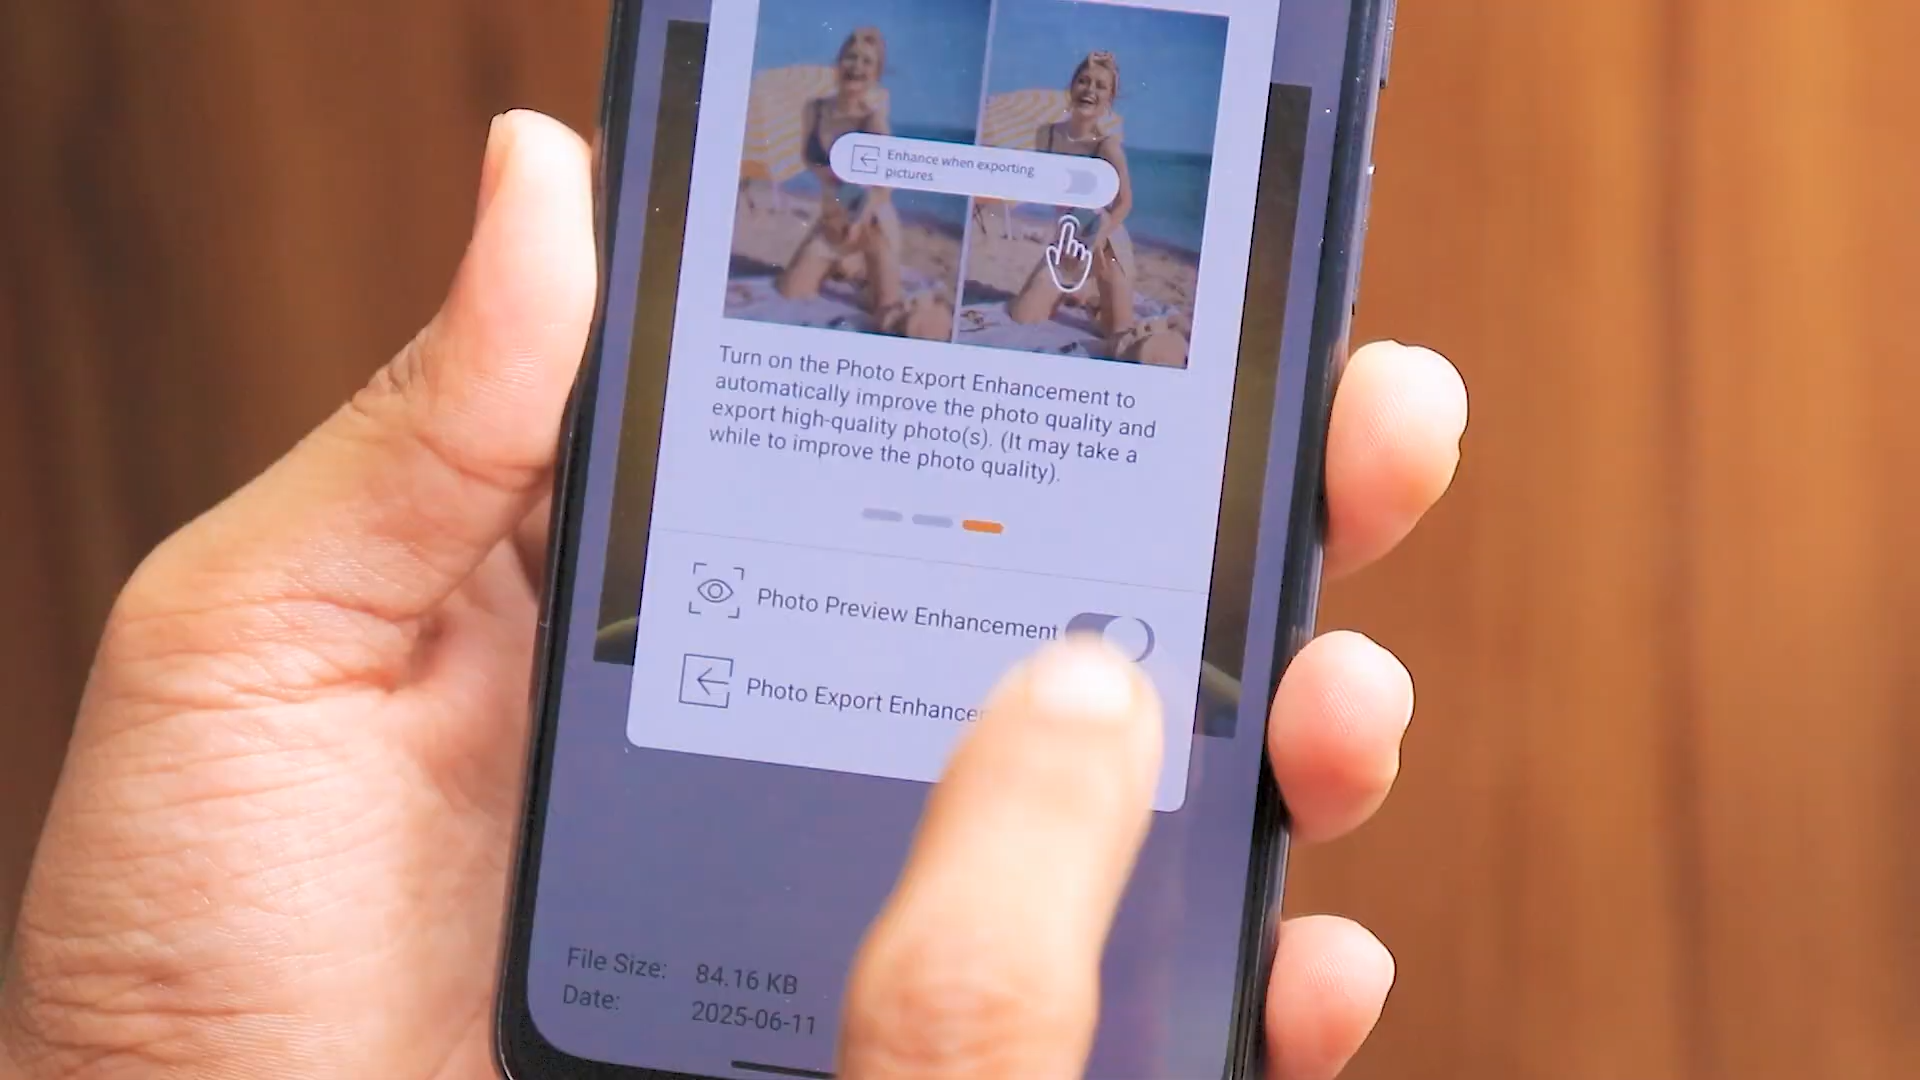 Enhance when exporting
pictures
Turn on the Photo Export Enhancement to
automatically improve the photo quality and
export high-quality photo(s). (It may take a
while to improve the photo quality).
Photo Preview Enhancement
Photo Export
File Size: 84.16 KB
Date: 2025-06-11